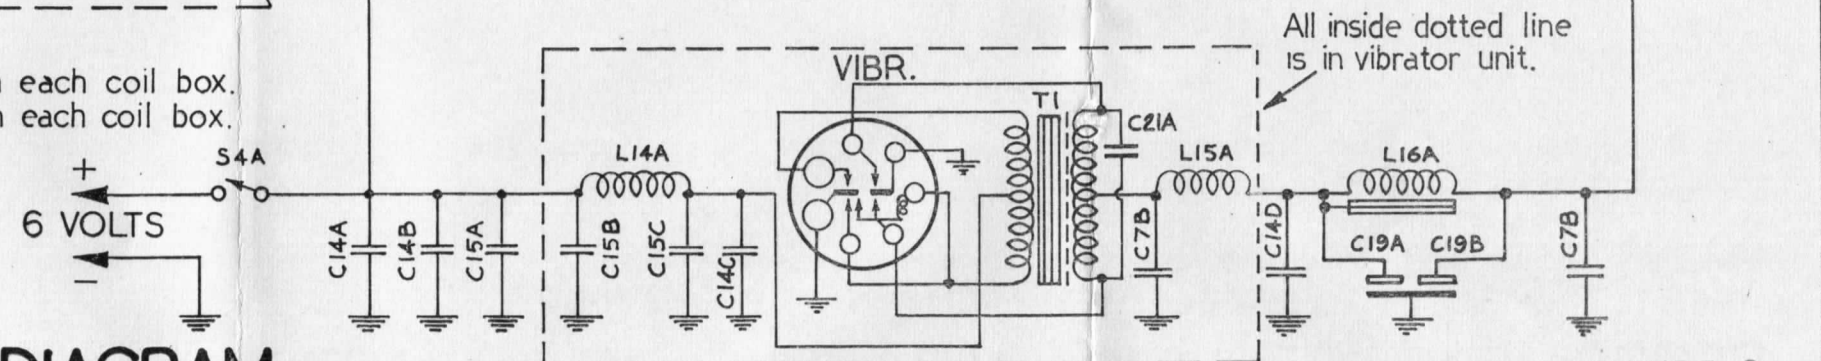 each coil box.
each coil box.
+
S4A
6 VOLTS
−
C14A
C14B
C15A
L14A
C15B
C15C
C14C
VIBR.
T1
C21A
C7B
L15A
All inside dotted line
is in vibrator unit.
C14D
L16A
C19A
C19B
C7B
DIAGRAM